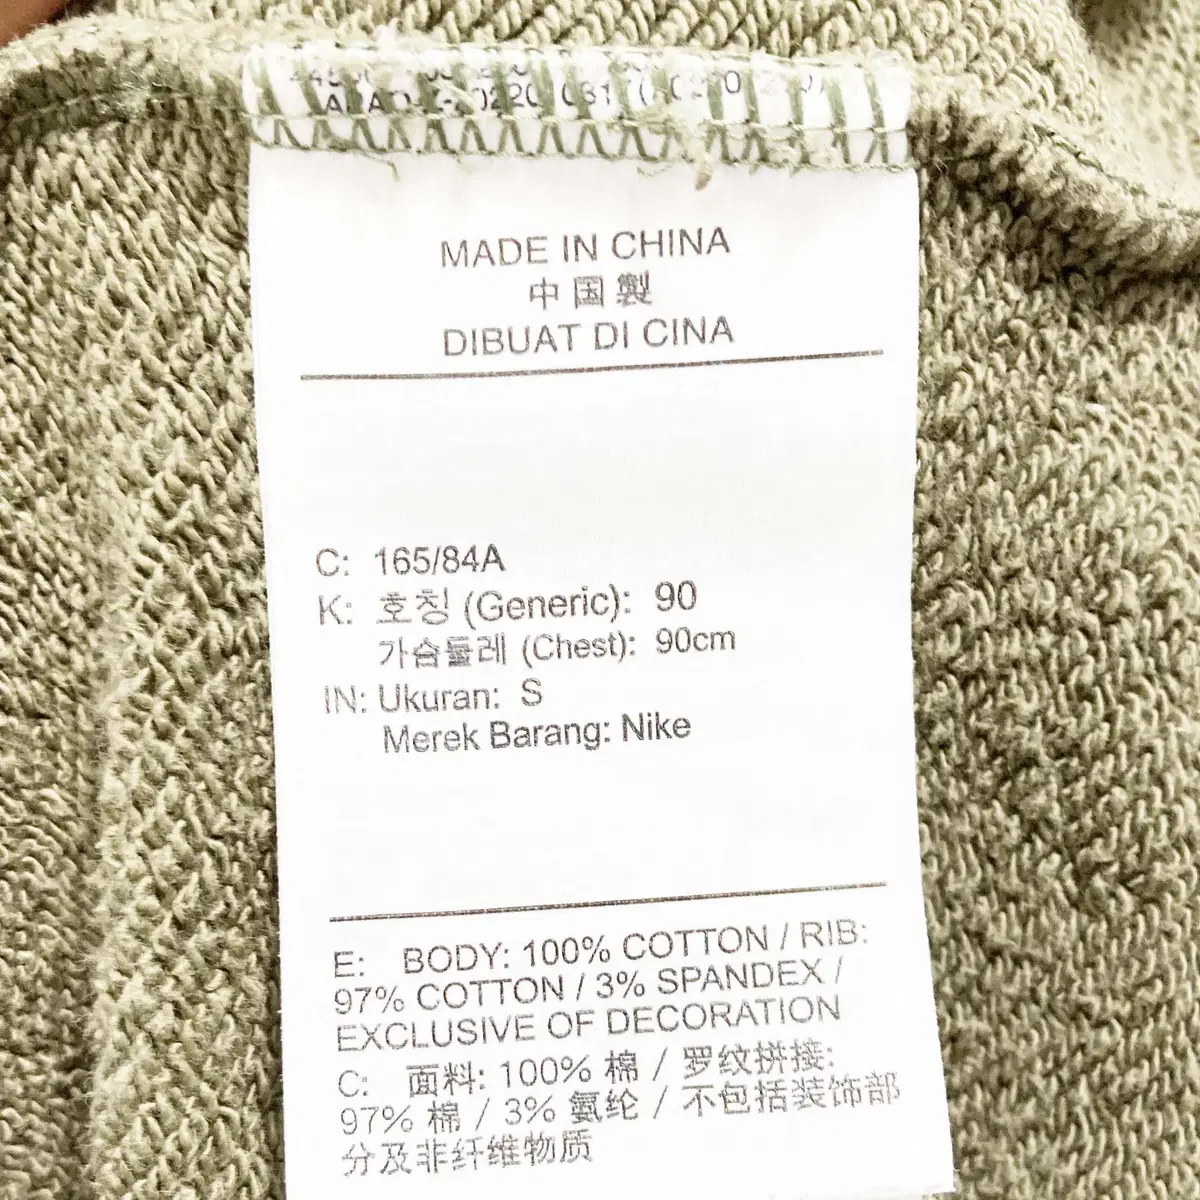 MADE IN CHINA
中国製
DIBUAT DI CINA
C: 165/84A
K: 호칭 (Generic): 90
가슴둘레 (Chest): 90cm
IN: Ukuran: S
Merek Barang: Nike
E: BODY: 100% COTTON / RIB:
97% COTTON / 3% SPANDEX /
EXCLUSIVE OF DECORATION
C: 面料: 100% 棉 / 罗纹拼接:
97% 棉 / 3% 氨纶 / 不包括装饰部
分及非纤维物质